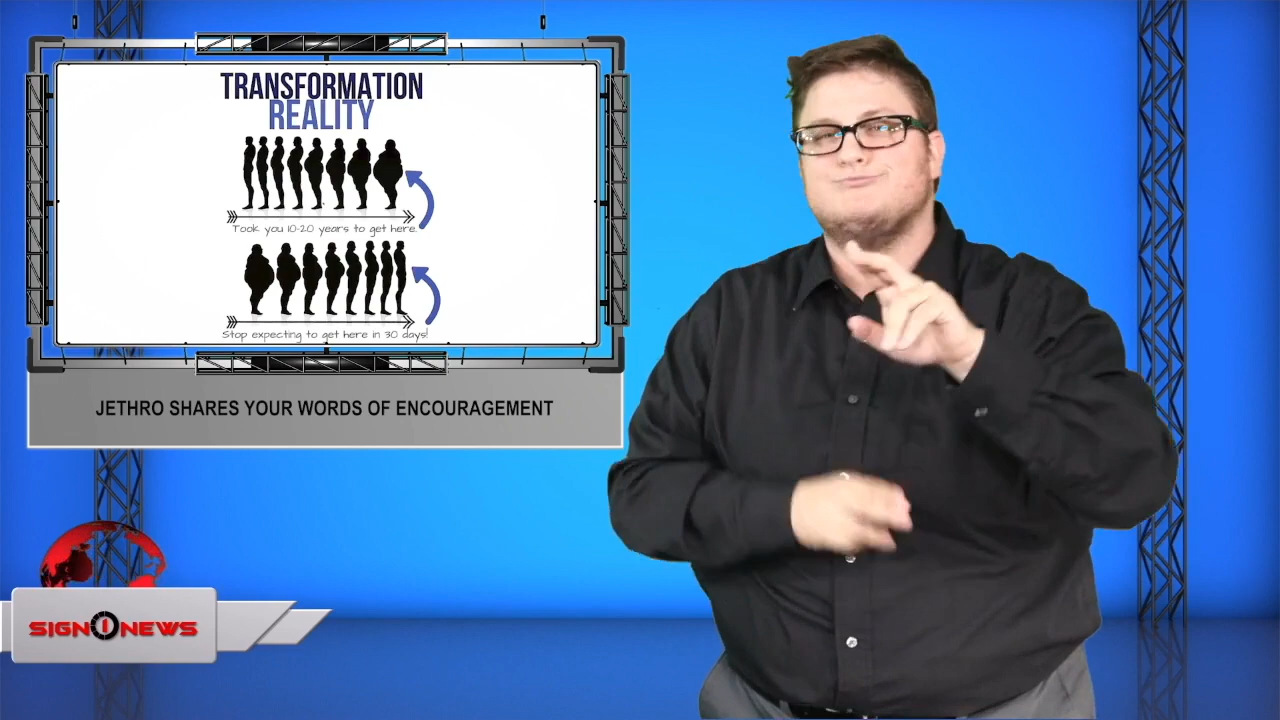 TRANSFORMATION
REALITY
Took you 10-20 years to get here.
Stop expecting to get here in 30 days!
JETHRO SHARES YOUR WORDS OF ENCOURAGEMENT
SIGN1NEWS